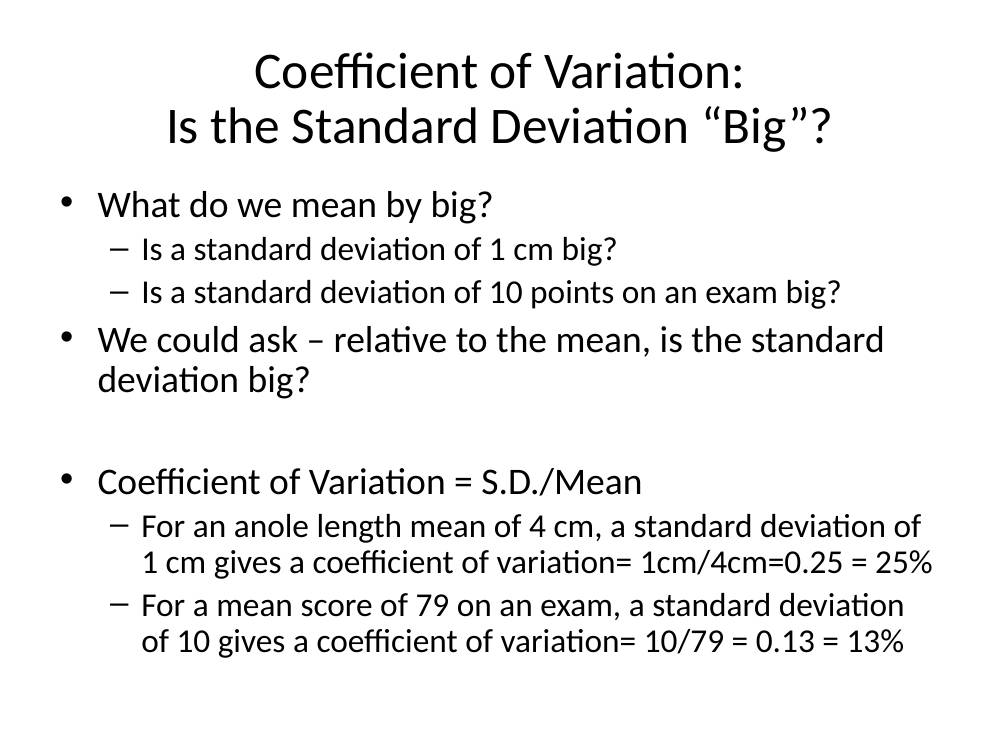 Coefficient of Variation:
Is the Standard Deviation “Big”?
• What do we mean by big?
– Is a standard deviation of 1 cm big?
– Is a standard deviation of 10 points on an exam big?
• We could ask – relative to the mean, is the standard
deviation big?
• Coefficient of Variation = S.D./Mean
– For an anole length mean of 4 cm, a standard deviation of
1 cm gives a coefficient of variation= 1cm/4cm=0.25 = 25%
– For a mean score of 79 on an exam, a standard deviation
of 10 gives a coefficient of variation= 10/79 = 0.13 = 13%